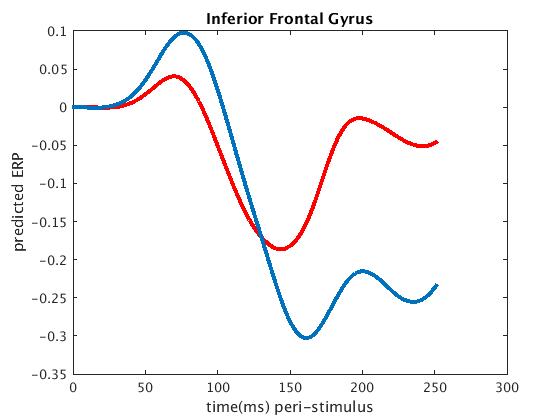 Inferior Frontal Gyrus
0.1
0.05
0
-0.05
-0.1
-0.15
-0.2
-0.25
-0.3
-0.35
predicted ERP
0 50 100 150 200 250 300
time(ms) peri-stimulus